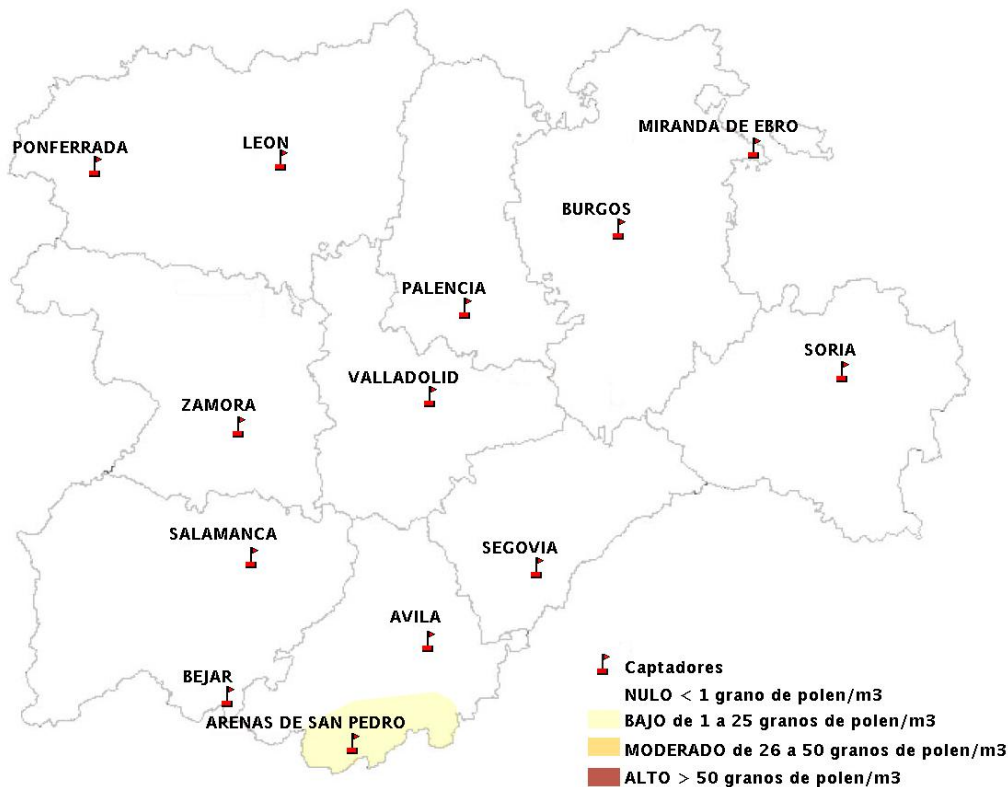 MIRANDA DE EBRO
PONFERRADA
LEON
BURGOS
PALENCIA
SORIA
VALLADOLID
ZAMORA
SALAMANCA
SEGOVIA
AVILA
BEJAR
ARENAS DE SAN PEDRO
Captadores
NULO < 1 grano de polen/m3
BAJO de 1 a 25 granos de polen/m3
MODERADO de 26 a 50 granos de polen/m3
ALTO > 50 granos de polen/m3